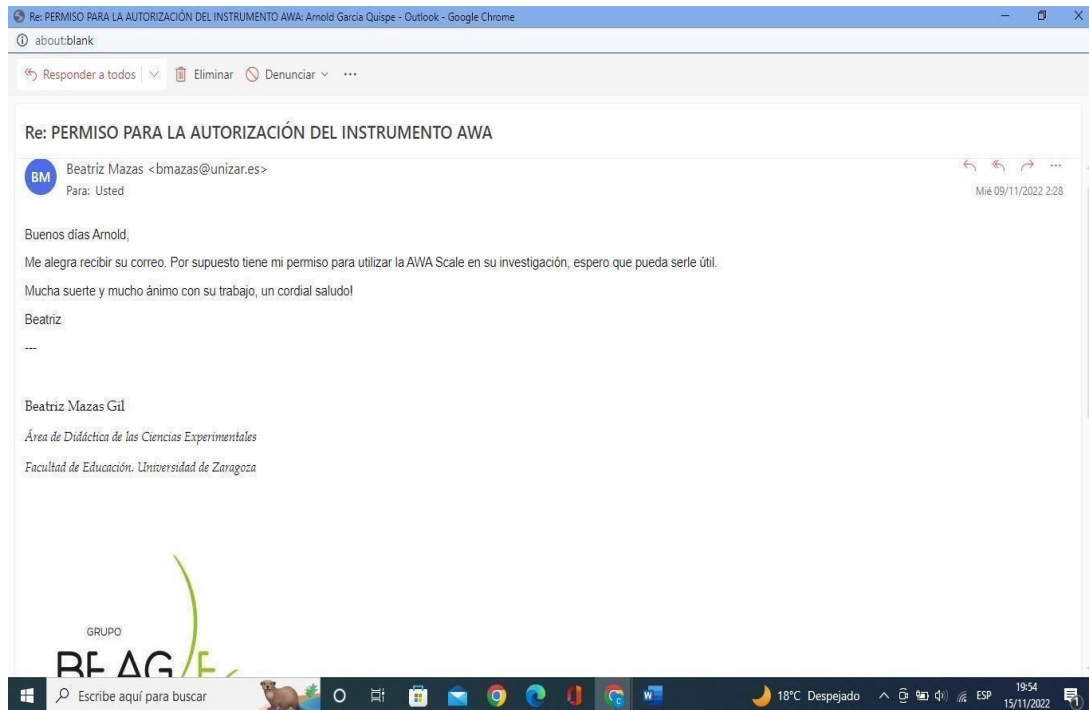 Re: PERMISO PARA LA AUTORIZACIÓN DEL INSTRUMENTO AWA: Arnold Garcia Quispe - Outlook - Google Chrome
about:blank
Responder a todos Eliminar Denunciar
Re: PERMISO PARA LA AUTORIZACIÓN DEL INSTRUMENTO AWA
BM
Beatriz Mazas <bmazas@unizar.es>
Para: Usted
Mié 09/11/2022 2:28
Buenos días Arnold,
Me alegra recibir su correo. Por supuesto tiene mi permiso para utilizar la AWA Scale en su investigación, espero que pueda serle útil.
Mucha suerte y mucho ánimo con su trabajo, un cordial saludo!
Beatriz
---
Beatriz Mazas Gil
Área de Didáctica de las Ciencias Experimentales
Facultad de Educación. Universidad de Zaragoza
GRUPO
BEAGLE
Escribe aquí para buscar
18°C Despejado
ESP
19:54
15/11/2022